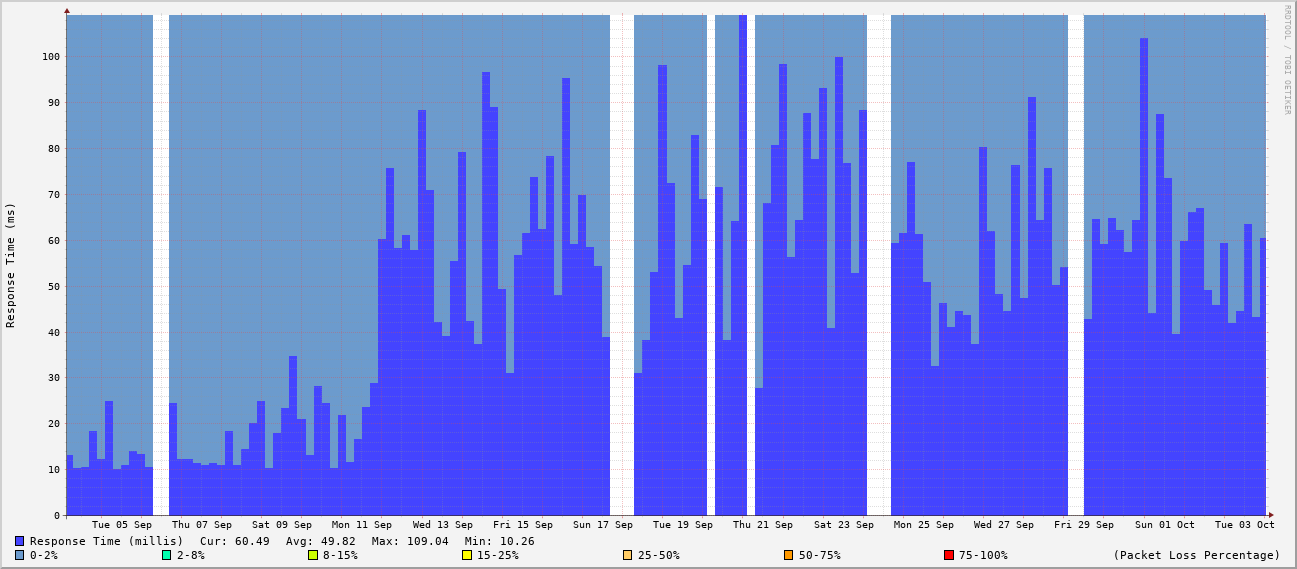 RRDTOOL / TOBI OETIKER
Response Time (ms)
100
90
80
70
60
50
40
30
20
10
0
Tue 05 Sep Thu 07 Sep Sat 09 Sep Mon 11 Sep Wed 13 Sep Fri 15 Sep Sun 17 Sep Tue 19 Sep Thu 21 Sep Sat 23 Sep Mon 25 Sep Wed 27 Sep Fri 29 Sep Sun 01 Oct Tue 03 Oct
Response Time (millis) Cur: 60.49 Avg: 49.82 Max: 109.04 Min: 10.26
0-2% 2-8% 8-15% 15-25% 25-50% 50-75% 75-100% (Packet Loss Percentage)